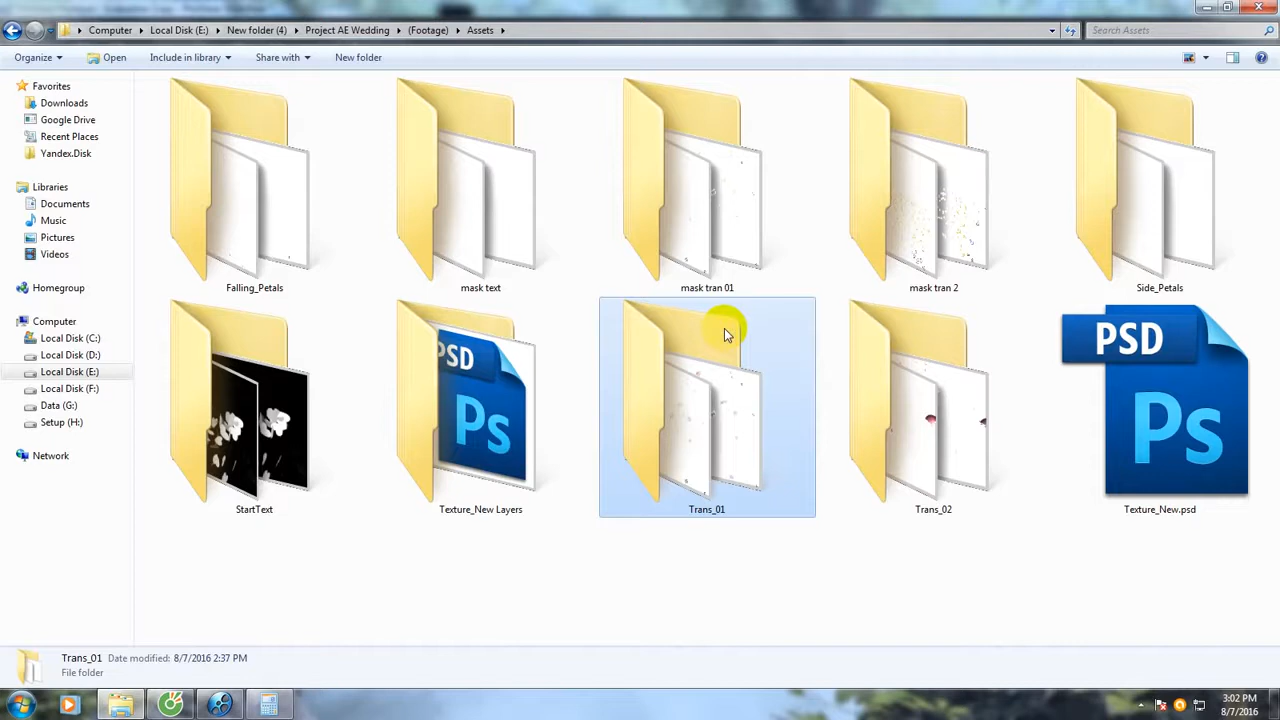 Computer
Local Disk (E:)
New folder (4)
Project AE Wedding
(Footage)
Assets
Search Assets
Organize
Open
Include in library
Share with
New folder
Favorites
Downloads
Google Drive
Recent Places
Yandex.Disk
Libraries
Documents
Music
Pictures
Videos
Homegroup
Computer
Local Disk (C:)
Local Disk (D:)
Local Disk (E:)
Local Disk (F:)
Data (G:)
Setup (H:)
Network
Falling_Petals
mask text
mask tran 01
mask tran 2
Side_Petals
PSD
Ps
PSD
Ps
StartText
Texture_New Layers
Trans_01
Trans_02
Texture_New.psd
Trans_01 Date modified: 8/7/2016 2:37 PM
File folder
3:02 PM
8/7/2016